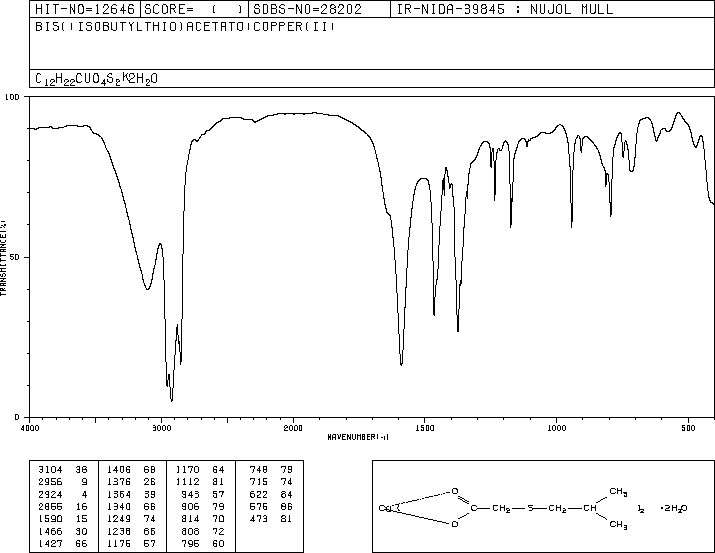 HIT-NO=12646 SCORE= ( ) SDBS-NO=28202 IR-NIDA-39845 : NUJOL MULL
BIS((ISOBUTYLTHIO)ACETATO)COPPER(II)
C12H22CUO4S2*2H2O
100
TRANSMITTANCE(%)
50
0
4000 3000 2000 1500 1000 500
WAVENUMBER(-1)
3104 38 1406 68 1170 64 748 79
2956 9 1376 26 1112 81 715 74
2924 4 1364 39 943 57 622 84
2866 16 1340 66 906 79 576 86
1590 15 1249 74 814 70 473 81
1466 30 1238 66 808 72
1427 66 1175 57 795 60
CH3
O
Cu C—CH2—S—CH2—CH ]2 ·2H2O
O
CH3